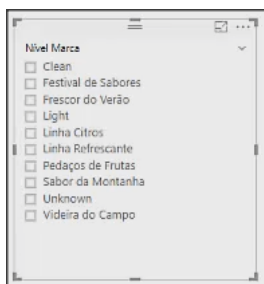 Nível Marca
Clean
Festival de Sabores
Frescor do Verão
Light
Linha Citros
Linha Refrescante
Pedaços de Frutas
Sabor da Montanha
Unknown
Videira do Campo